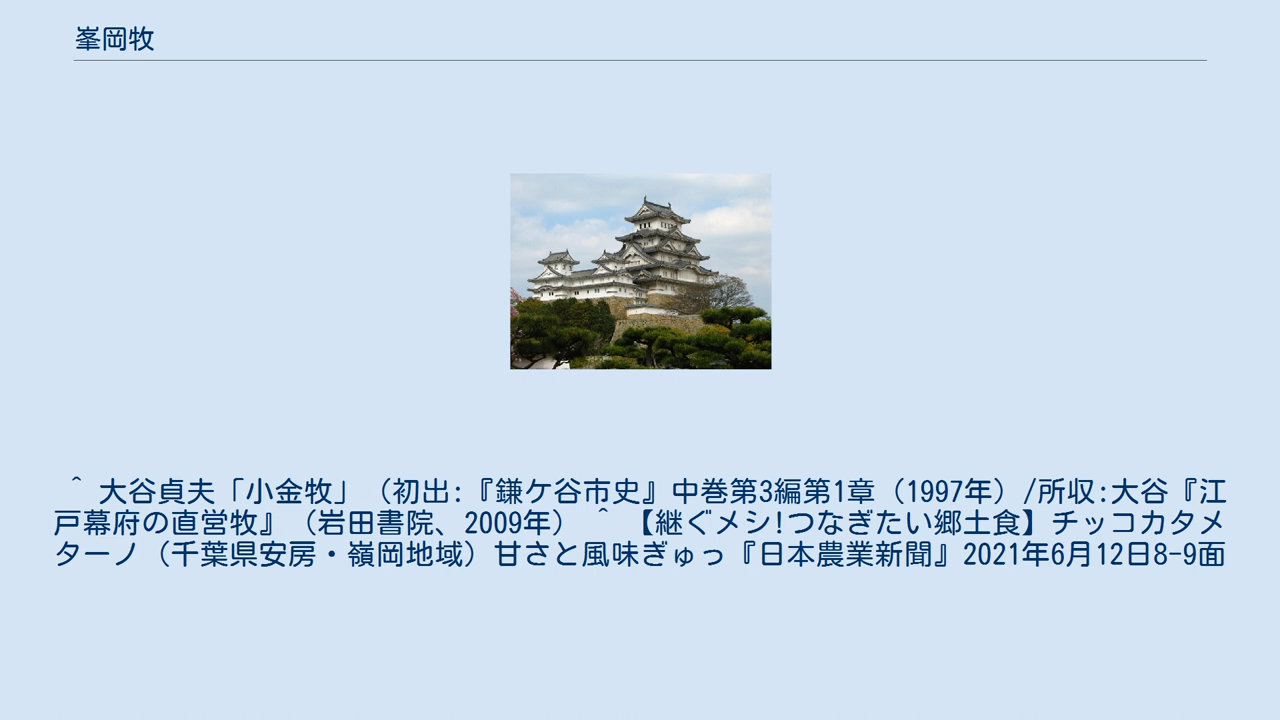 峯岡牧
^ 大谷貞夫「小金牧」（初出:『鎌ケ谷市史』中巻第3編第1章（1997年）/所収:大谷『江
戸幕府の直営牧』（岩田書院、2009年） ^ 【継ぐメシ!つなぎたい郷土食】チッコカタメ
ターノ（千葉県安房・嶺岡地域）甘さと風味ぎゅっ『日本農業新聞』2021年6月12日8-9面